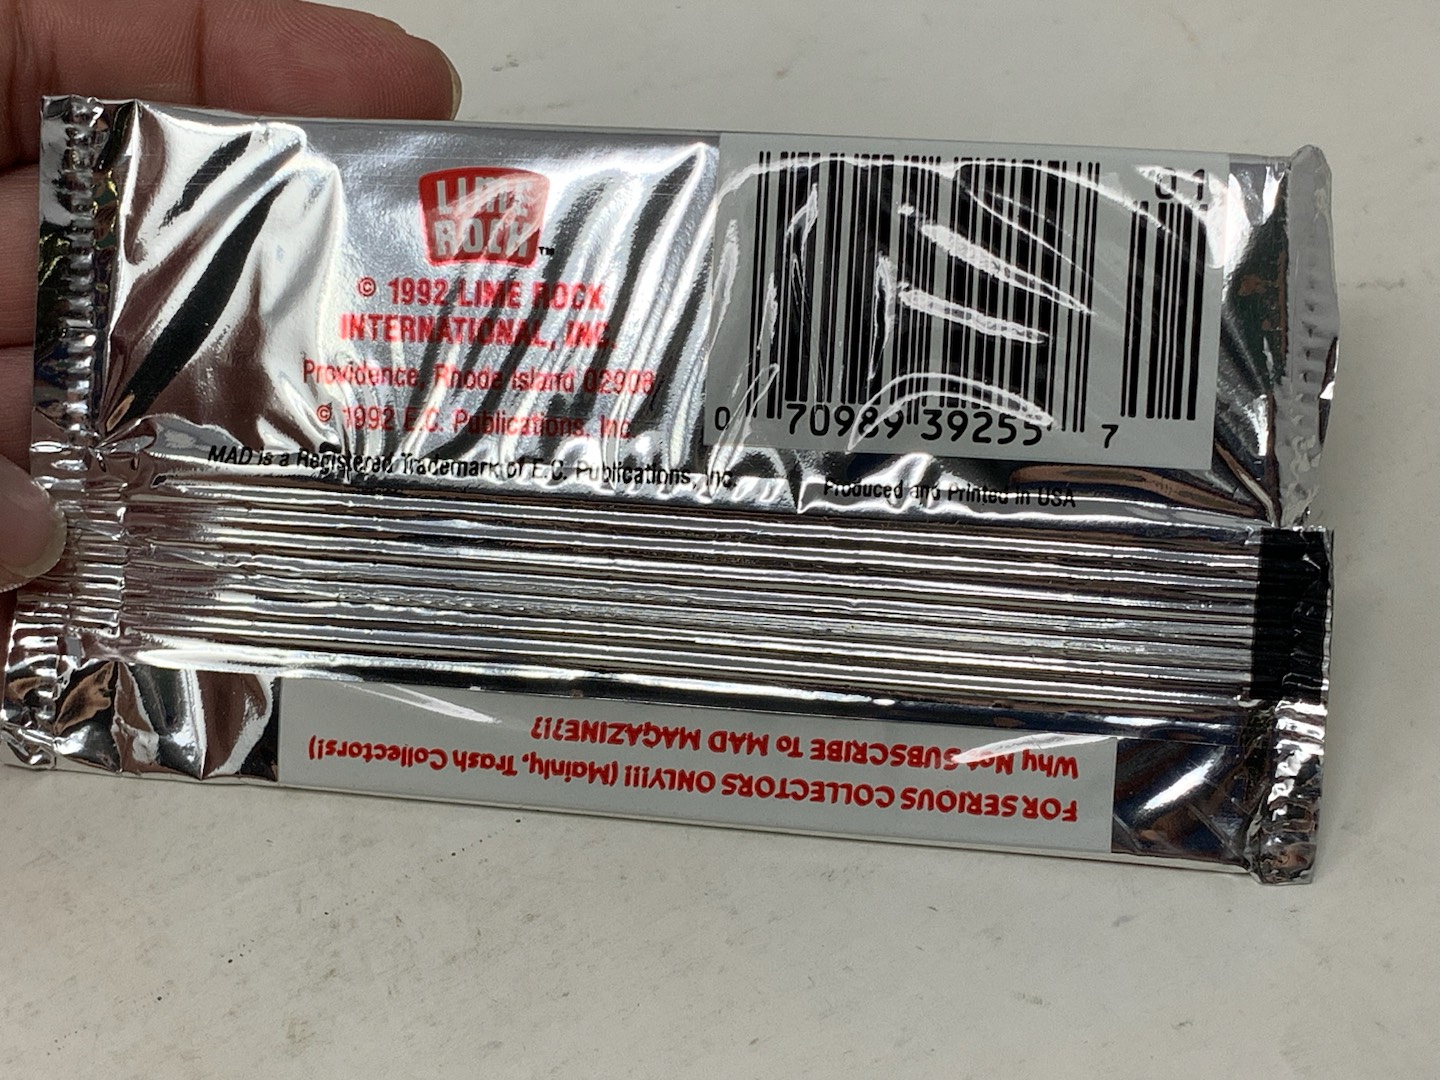 LIME
ROCK™
© 1992 LIME ROCK
INTERNATIONAL, INC.
Providence, Rhode Island 02908
© 1992 E.C. Publications, Inc.
MAD is a Registered Trademark of E.C. Publications, Inc.
01
0 70989 39255 7
Produced and Printed in USA
FOR SERIOUS COLLECTORS ONLY!!! (Mainly, Trash Collectors!)
Why Not SUBSCRIBE To MAD MAGAZINE?!?